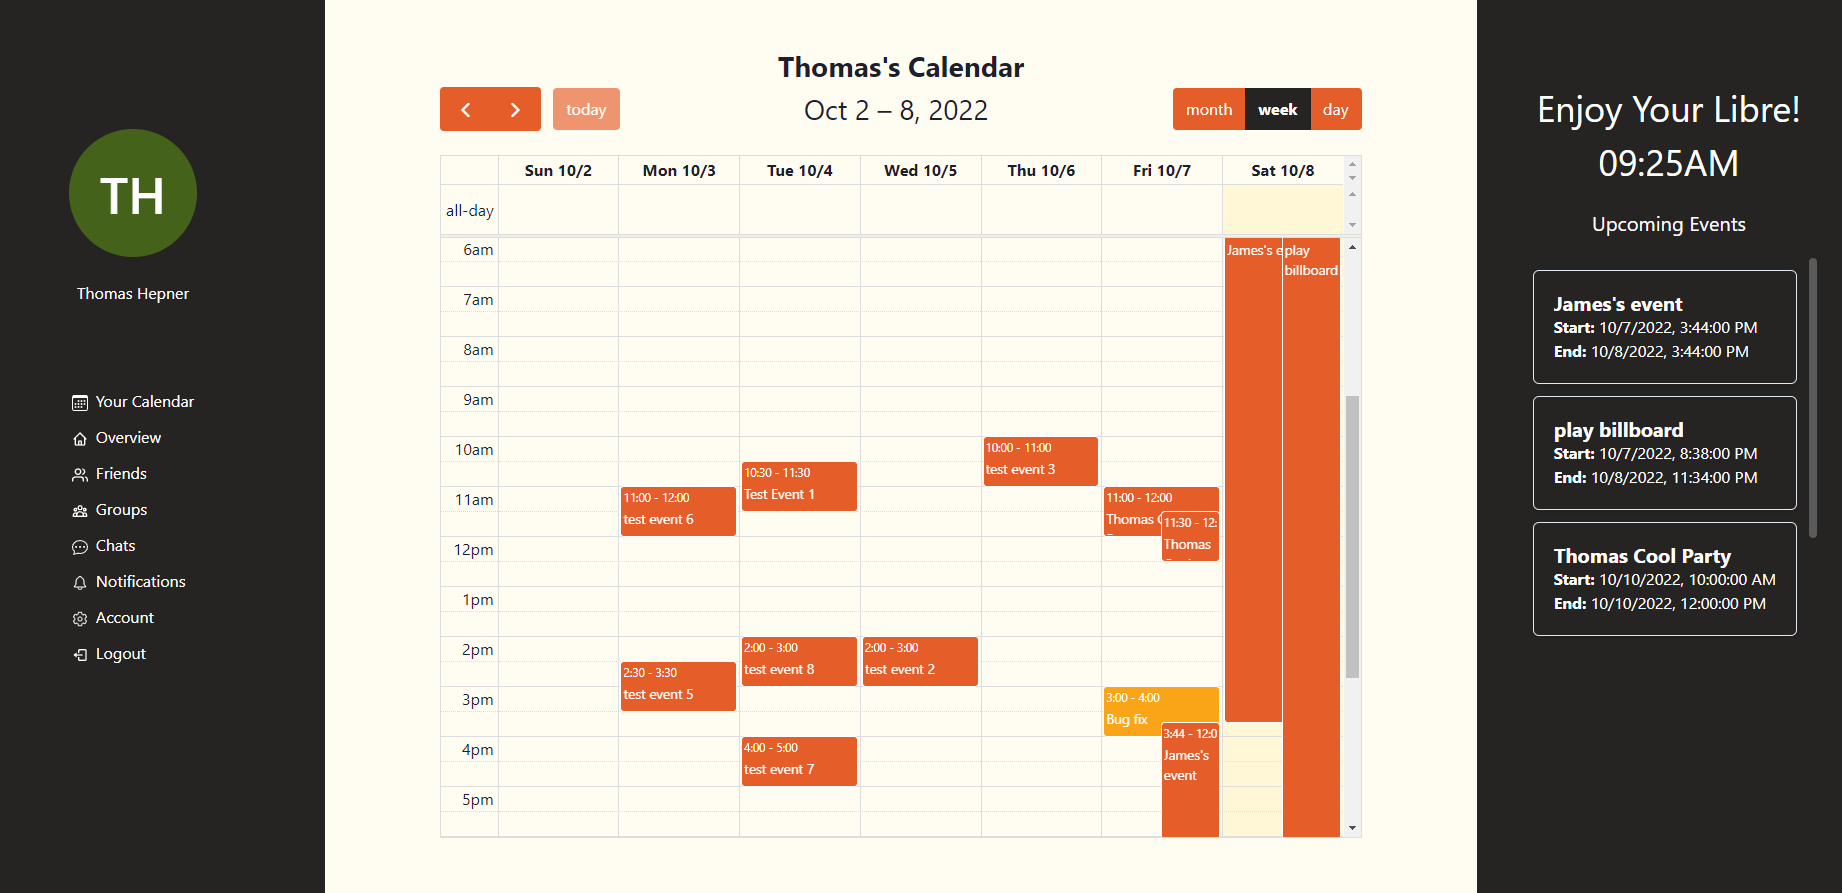 TH
Thomas Hepner
Your Calendar
Overview
Friends
Groups
Chats
Notifications
Account
Logout
Thomas's Calendar
today
Oct 2 – 8, 2022
month week day
Sun 10/2 Mon 10/3 Tue 10/4 Wed 10/5 Thu 10/6 Fri 10/7 Sat 10/8
all-day
6am
7am
8am
9am
10am
11am
12pm
1pm
2pm
3pm
4pm
5pm
11:00 - 12:00
test event 6
2:30 - 3:30
test event 5
10:30 - 11:30
Test Event 1
2:00 - 3:00
test event 8
4:00 - 5:00
test event 7
2:00 - 3:00
test event 2
10:00 - 11:00
test event 3
11:00 - 12:00
Thomas
11:30 - 12:
Thomas
3:00 - 4:00
Bug fix
3:44 - 12:0
James's
event
James's e
play
billboard
Enjoy Your Libre!
09:25AM
Upcoming Events
James's event
Start: 10/7/2022, 3:44:00 PM
End: 10/8/2022, 3:44:00 PM
play billboard
Start: 10/7/2022, 8:38:00 PM
End: 10/8/2022, 11:34:00 PM
Thomas Cool Party
Start: 10/10/2022, 10:00:00 AM
End: 10/10/2022, 12:00:00 PM